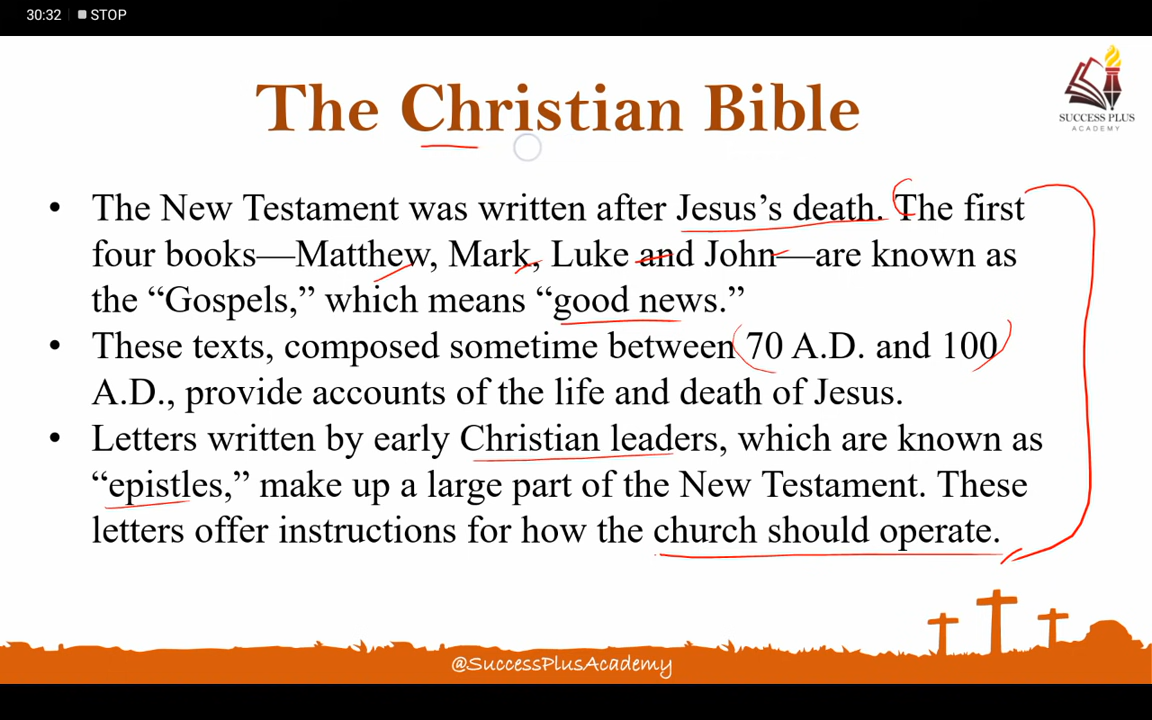 30:32 STOP
SUCCESS PLUS
ACADEMY
The Christian Bible
• The New Testament was written after Jesus's death. The first
four books—Matthew, Mark, Luke and John—are known as
the “Gospels,” which means “good news.”
• These texts, composed sometime between 70 A.D. and 100
A.D., provide accounts of the life and death of Jesus.
• Letters written by early Christian leaders, which are known as
“epistles,” make up a large part of the New Testament. These
letters offer instructions for how the church should operate.
@SuccessPlusAcademy